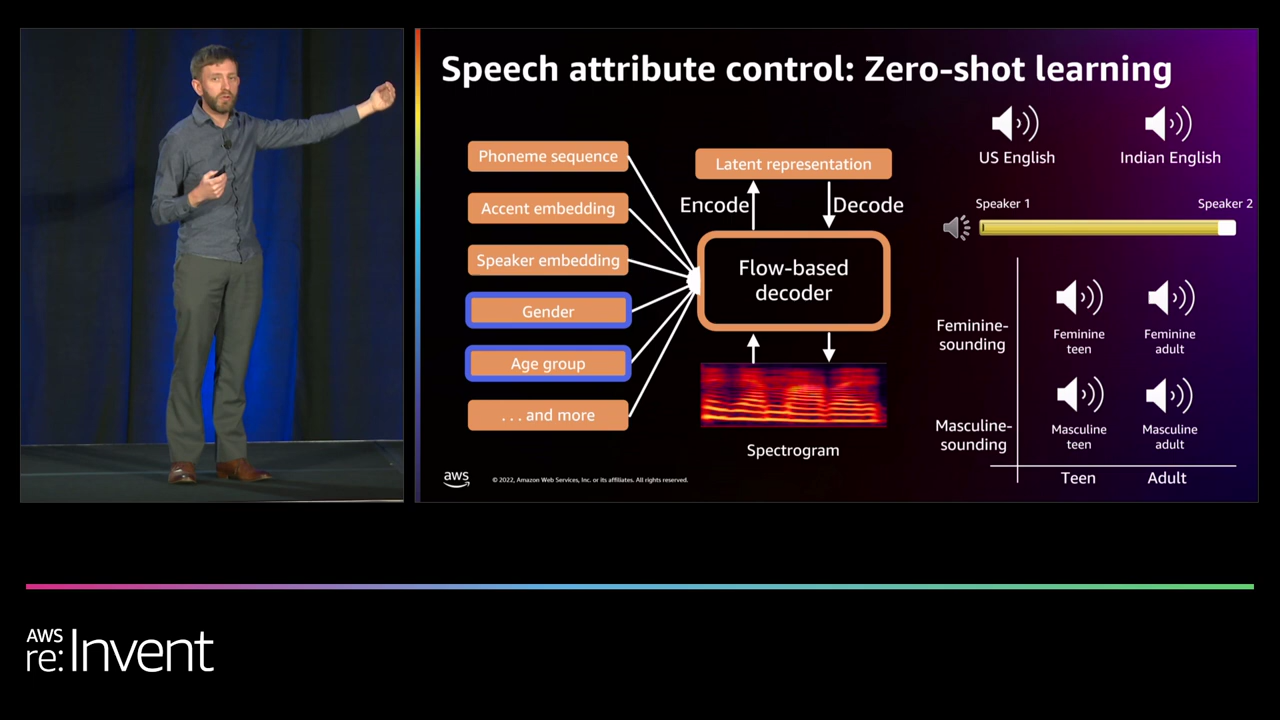 Speech attribute control: Zero-shot learning
Phoneme sequence
Accent embedding
Speaker embedding
Gender
Age group
. . . and more
Latent representation
Encode
Decode
Flow-based
decoder
Spectrogram
US English
Indian English
Speaker 1
Speaker 2
Feminine-
sounding
Feminine
teen
Feminine
adult
Masculine-
sounding
Masculine
teen
Masculine
adult
Teen
Adult
aws
© 2022, Amazon Web Services, Inc. or its affiliates. All rights reserved.
AWS
re:Invent